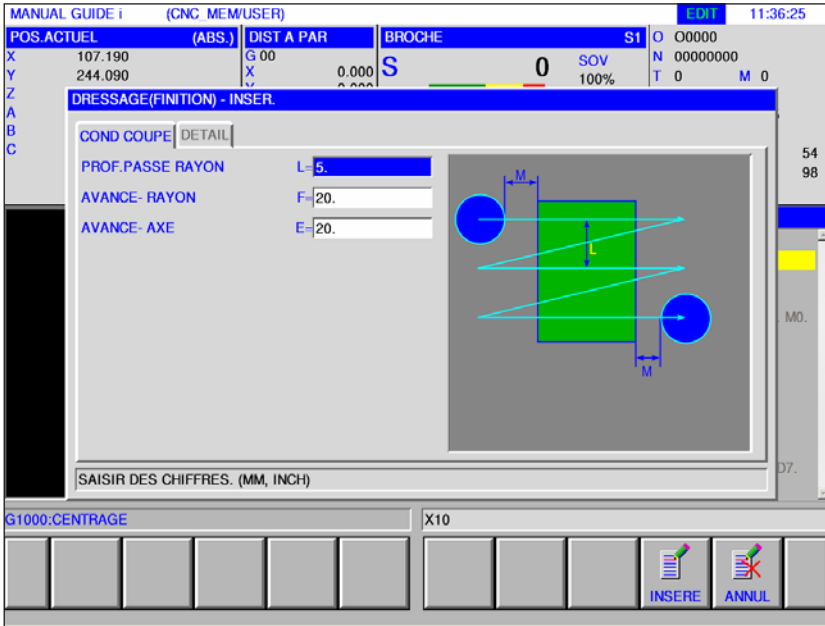 MANUAL GUIDE i (CNC_MEM/USER) EDIT 11:36:25
POS.ACTUEL (ABS.) DIST A PAR BROCHE S1 O O0000
X 107.190 G 00 S 0 SOV N 00000000
Y 244.090 X 0.000 100% T 0 M 0
Z
A
B
C
54
98
DRESSAGE(FINITION) - INSER.
COND COUPE DETAIL
PROF.PASSE RAYON L= 5.
AVANCE- RAYON F= 20.
AVANCE- AXE E= 20.
M
L
M
M0.
07.
SAISIR DES CHIFFRES. (MM, INCH)
G1000:CENTRAGE X10
INSERE ANNUL